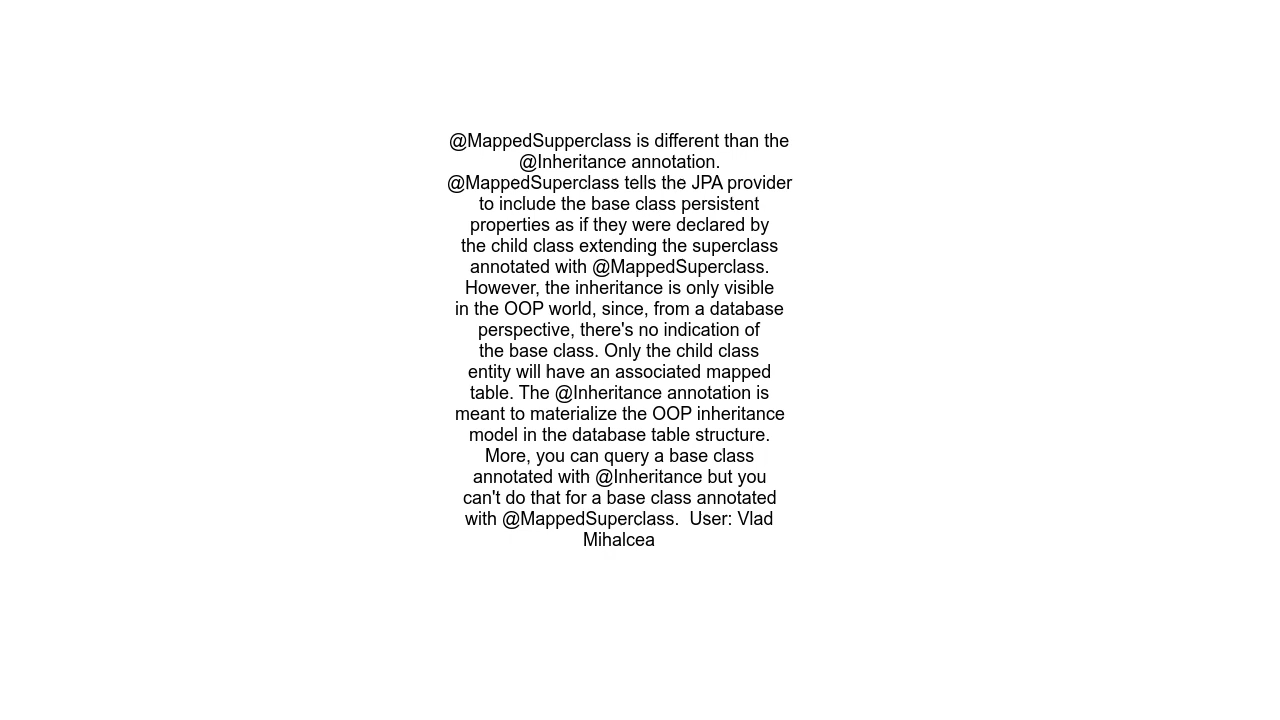 @MappedSupperclass is different than the
@Inheritance annotation.
@MappedSuperclass tells the JPA provider
to include the base class persistent
properties as if they were declared by
the child class extending the superclass
annotated with @MappedSuperclass.
However, the inheritance is only visible
in the OOP world, since, from a database
perspective, there's no indication of
the base class. Only the child class
entity will have an associated mapped
table. The @Inheritance annotation is
meant to materialize the OOP inheritance
model in the database table structure.
More, you can query a base class
annotated with @Inheritance but you
can't do that for a base class annotated
with @MappedSuperclass.  User: Vlad
Mihalcea